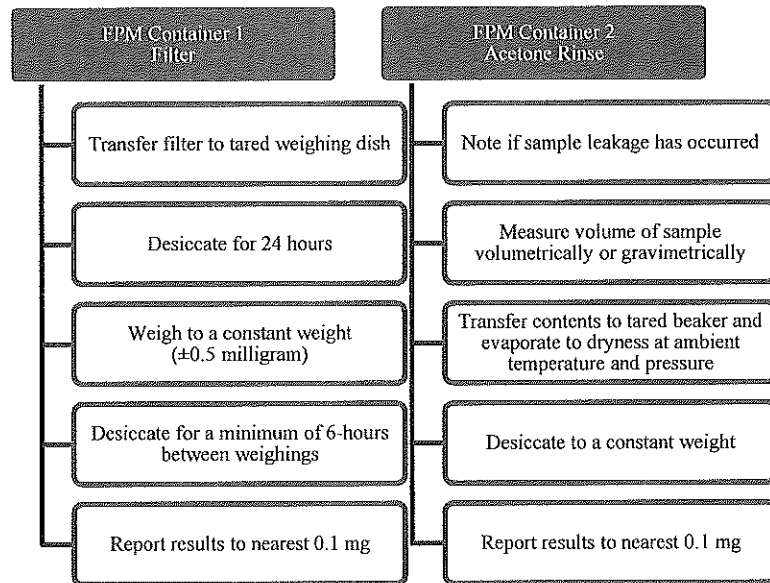 FPM Container 1
Filter
Transfer filter to tared weighing dish
Desiccate for 24 hours
Weigh to a constant weight
(±0.5 milligram)
Desiccate for a minimum of 6-hours
between weighings
Report results to nearest 0.1 mg
FPM Container 2
Acetone Rinse
Note if sample leakage has occurred
Measure volume of sample
volumetrically or gravimetrically
Transfer contents to tared beaker and
evaporate to dryness at ambient
temperature and pressure
Desiccate to a constant weight
Report results to nearest 0.1 mg